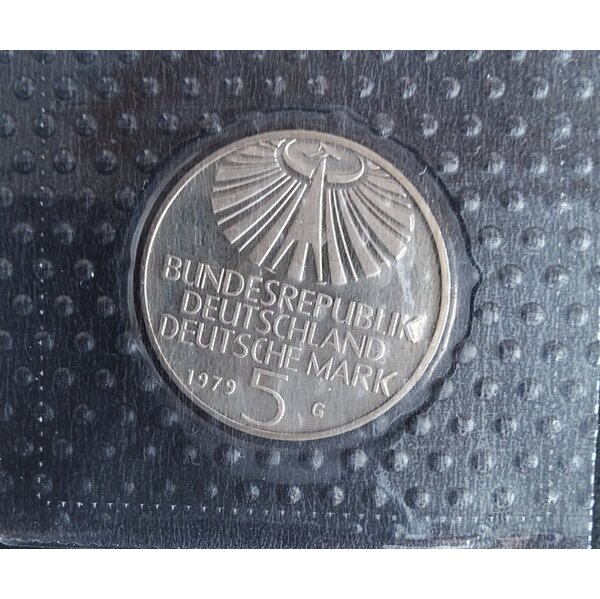 BUNDESREPUBLIK
DEUTSCHLAND
DEUTSCHE MARK
1979 5 G